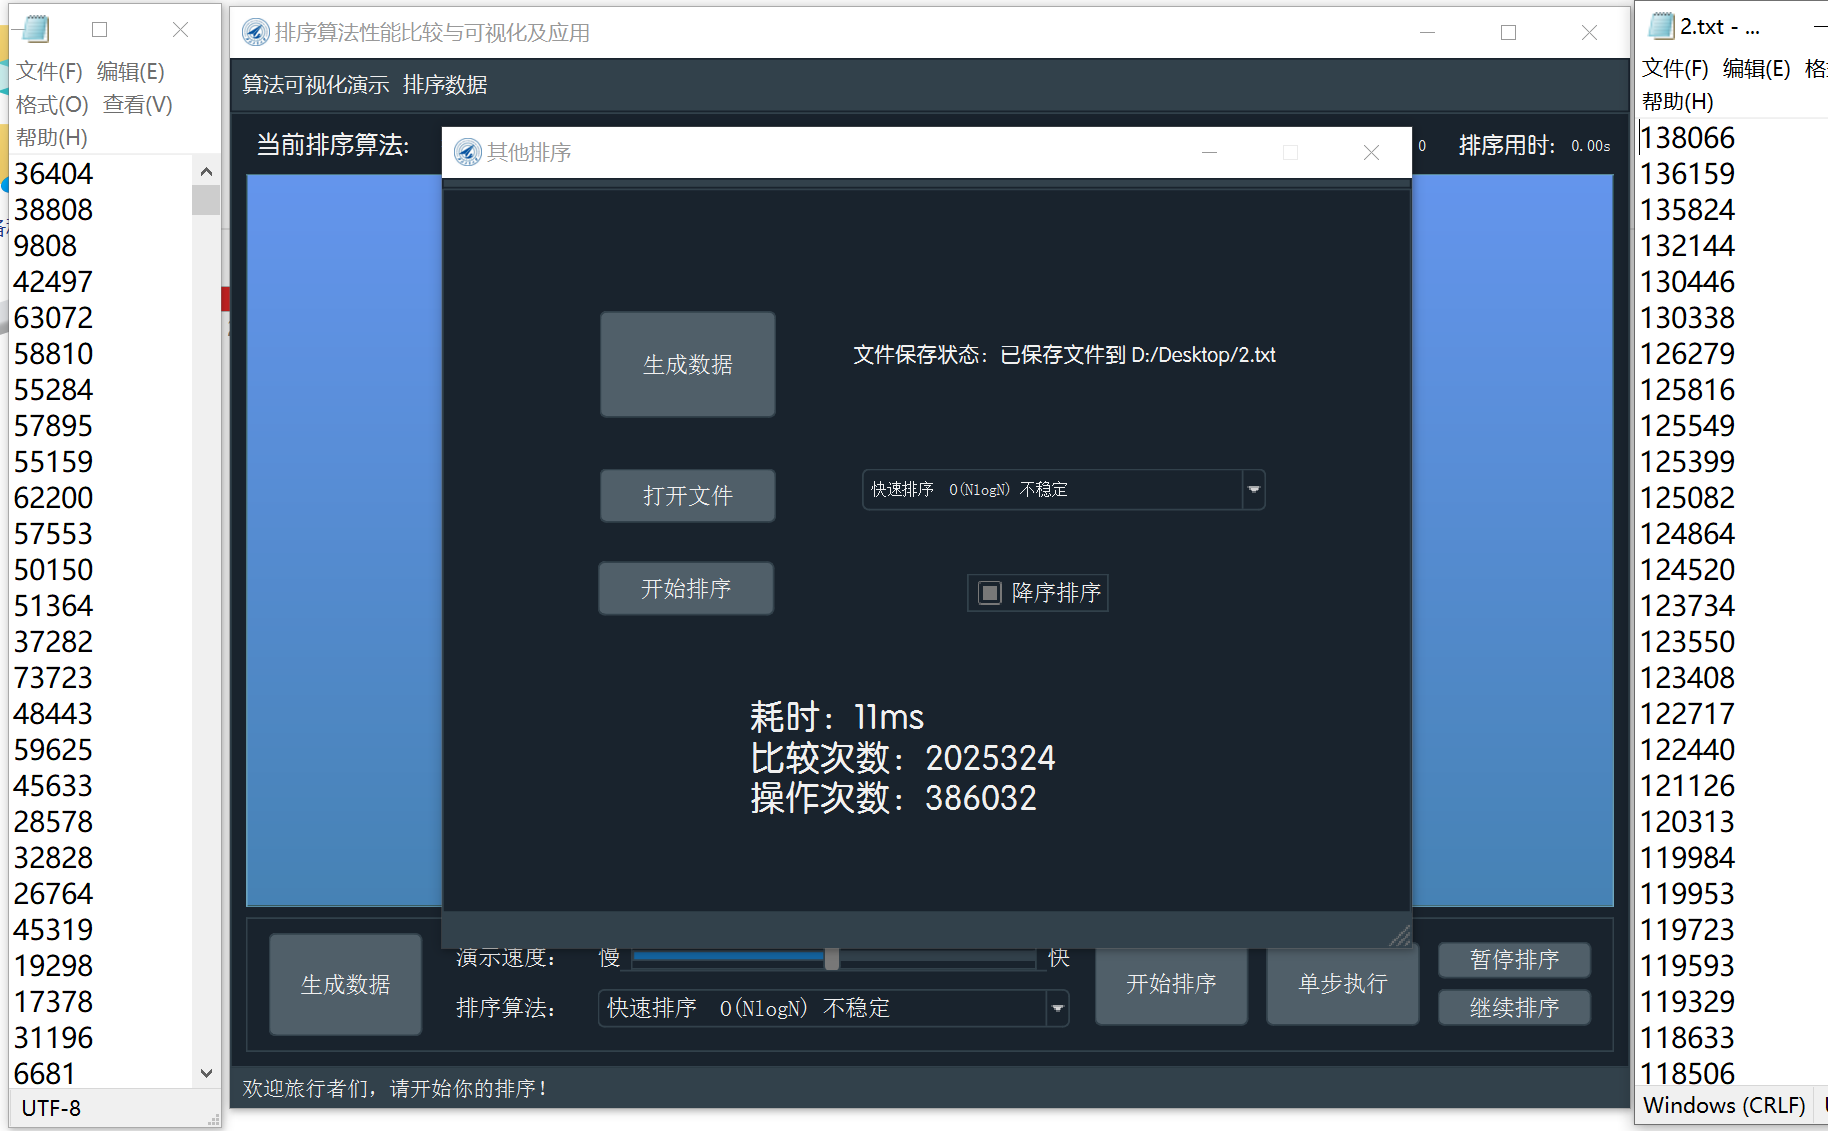 文件(F) 编辑(E)
格式(O) 查看(V)
帮助(H)
36404
38808
9808
42497
63072
58810
55284
57895
55159
62200
57553
50150
51364
37282
73723
48443
59625
45633
28578
32828
26764
45319
19298
17378
31196
6681
UTF-8
排序算法性能比较与可视化及应用
算法可视化演示 排序数据
当前排序算法:
0 排序用时: 0.00s
其他排序
生成数据
文件保存状态：已保存文件到 D:/Desktop/2.txt
打开文件
快速排序 O(NlogN) 不稳定
开始排序
降序排序
耗时：11ms
比较次数：2025324
操作次数：386032
生成数据
演示速度：
慢
快
排序算法：
快速排序 O(NlogN) 不稳定
开始排序
单步执行
暂停排序
继续排序
欢迎旅行者们，请开始你的排序！
2.txt - ...
文件(F) 编辑(E)
帮助(H)
138066
136159
135824
132144
130446
130338
126279
125816
125549
125399
125082
124864
124520
123734
123550
123408
122717
122440
121126
120313
119984
119953
119723
119593
119329
118633
118506
Windows (CRLF)